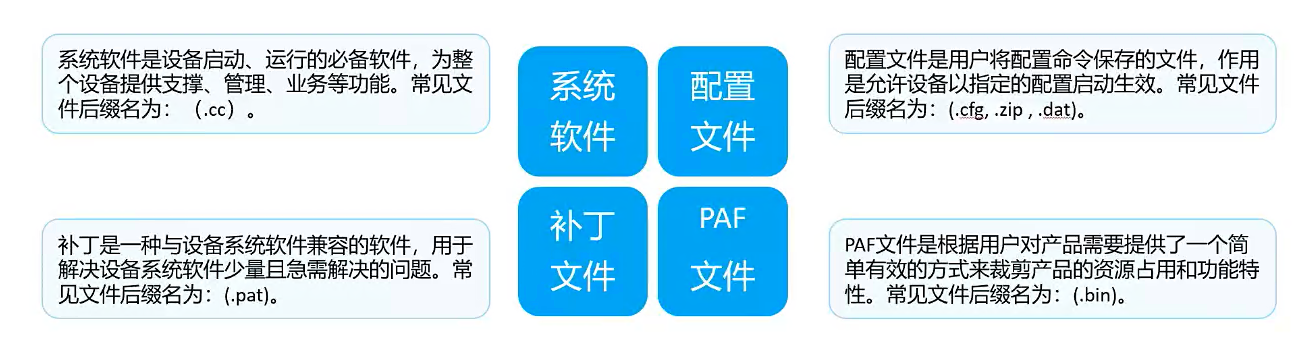 系统软件是设备启动、运行的必备软件，为整
个设备提供支撑、管理、业务等功能。常见文
件后缀名为：（.cc）。
系统
软件
配置
文件
配置文件是用户将配置命令保存的文件，作用
是允许设备以指定的配置启动生效。常见文件
后缀名为：(.cfg, .zip , .dat)。
补丁是一种与设备系统软件兼容的软件，用于
解决设备系统软件少量且急需解决的问题。常
见文件后缀名为：(.pat)。
补丁
文件
PAF
文件
PAF文件是根据用户对产品需要提供了一个简
单有效的方式来裁剪产品的资源占用和功能特
性。常见文件后缀名为：(.bin)。